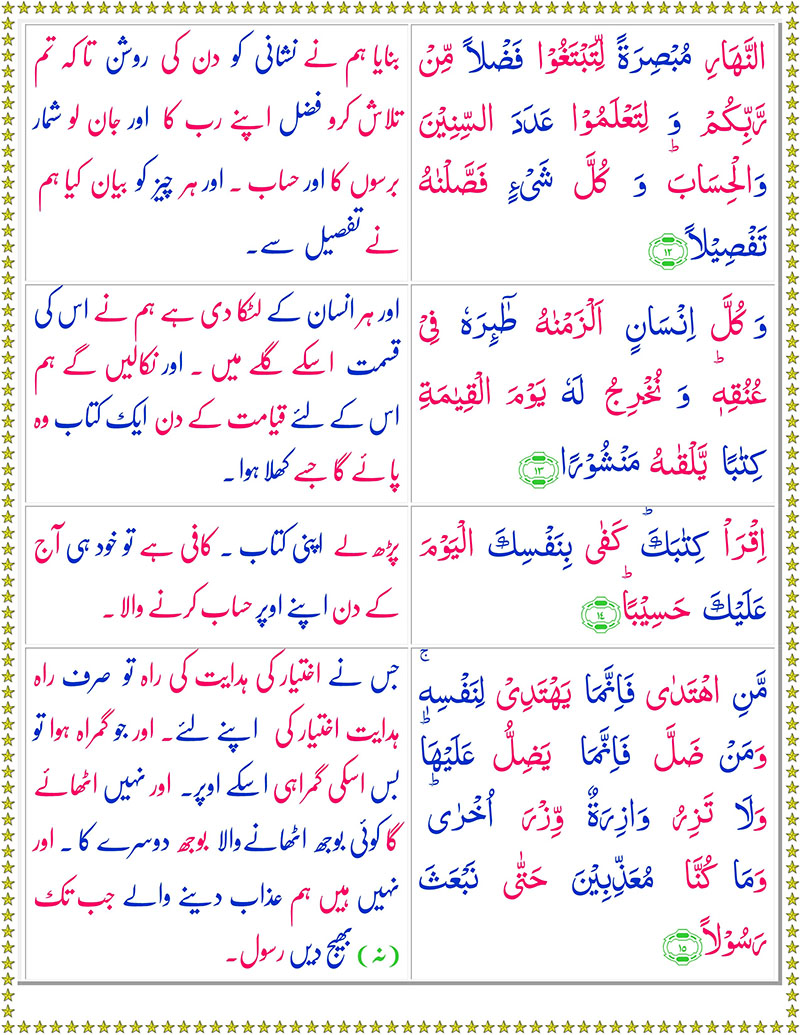 النَّهَارِ مُبْصِرَةً لِّتَبْتَغُوْا فَضْلًا مِّنْ
رَّبِّكُمْ وَ لِتَعْلَمُوْا عَدَدَ السِّنِيْنَ
وَالْحِسَابَ ؕ وَ كُلَّ شَیْءٍ فَصَّلْنٰهُ
تَفْصِيْلًا ١٢
بنایا ہم نے نشانی کو دن کی روشن تاکہ تم
تلاش کرو فضل اپنے رب کا اور جان لو شمار
برسوں کا اور حساب ۔ اور ہر چیز کو بیان کیا ہم
نے تفصیل سے۔
وَ كُلَّ اِنْسَانٍ اَلْزَمْنٰهُ طٰٓئِرَهٗ فِیْ
عُنُقِهٖ ؕ وَ نُخْرِجُ لَهٗ يَوْمَ الْقِيٰمَةِ
كِتٰبًا يَّلْقٰىهُ مَنْشُوْرًا ١٣
اور ہر انسان کے لٹکا دی ہے ہم نے اس کی
قسمت اسکے گلے میں ۔ اور نکالیں گے ہم
اس کے لئے قیامت کے دن ایک کتاب وہ
پائے گا جسے کھلا ہوا ۔
اِقْرَاْ كِتٰبَكَ ؕ كَفٰى بِنَفْسِكَ الْيَوْمَ
عَلَيْكَ حَسِيْبًا ؕ ١٤
پڑھ لے اپنی کتاب ۔ کافی ہے تو خود ہی آج
کے دن اپنے اوپر حساب کرنے والا ۔
مَّنِ اهْتَدٰى فَاِنَّمَا يَهْتَدِیْ لِنَفْسِهٖ ۚ
وَمَنْ ضَلَّ فَاِنَّمَا يَضِلُّ عَلَيْهَا ؕ
وَلَا تَزِرُ وَازِرَةٌ وِّزْرَ اُخْرٰى ؕ
وَمَا كُنَّا مُعَذِّبِيْنَ حَتّٰى نَبْعَثَ
رَسُوْلًا ١٥
جس نے اختیار کی ہدایت کی راہ تو صرف راہ
ہدایت اختیار کی اپنے لئے۔ اور جو گمراہ ہوا تو
بس اسکی گمراہی اسکے اوپر۔ اور نہیں اٹھائے
گا کوئی بوجھ اٹھانے والا بوجھ دوسرے کا ۔ اور
نہیں ہیں ہم عذاب دینے والے جب تک
(نہ) بھیج دیں رسول۔